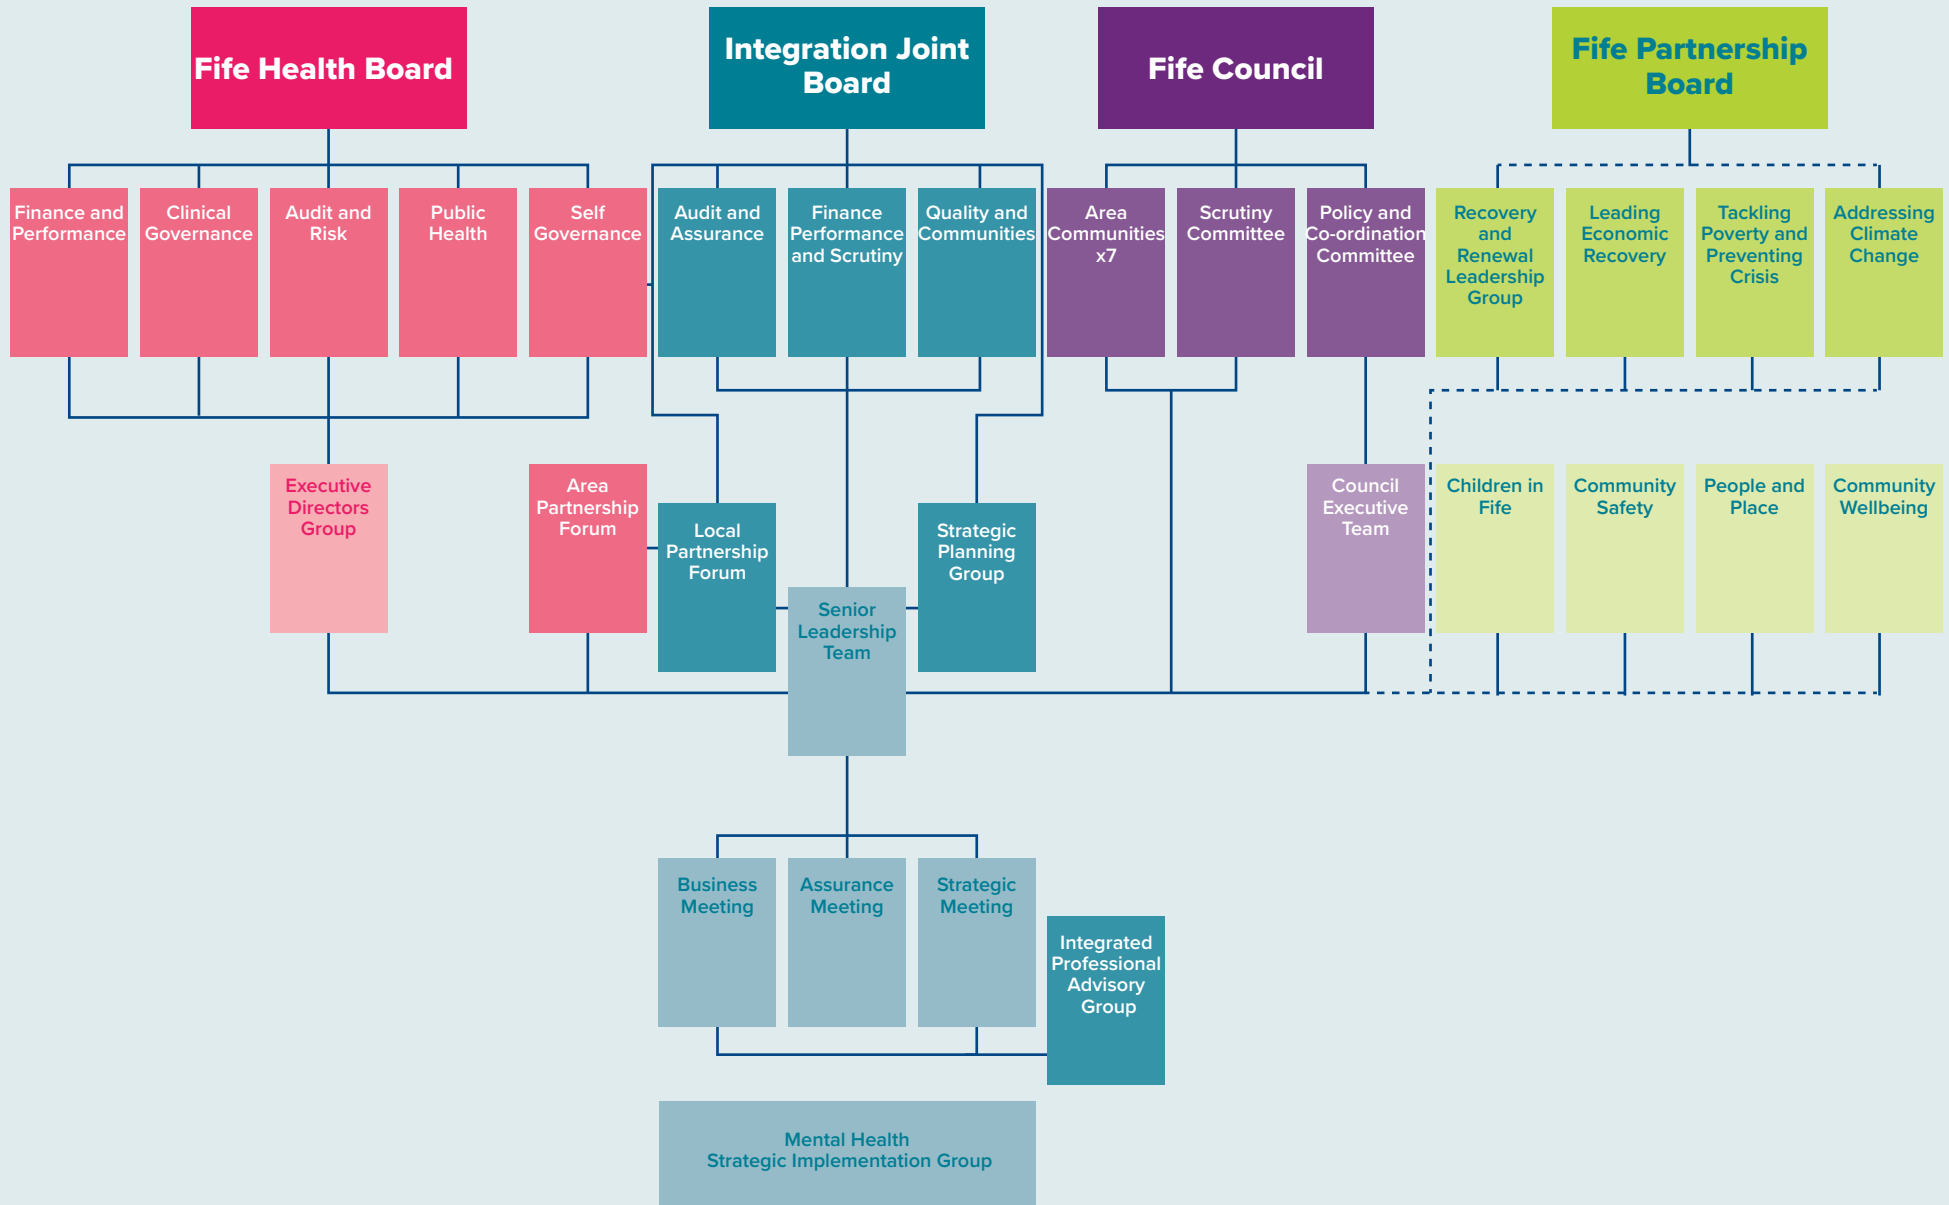 Fife Health Board
Integration Joint
Board
Fife Council
Fife Partnership
Board
Finance and
Performance
Clinical
Governance
Audit and
Risk
Public
Health
Self
Governance
Audit and
Assurance
Finance
Performance
and Scrutiny
Quality and
Communities
Area
Communities
x7
Scrutiny
Committee
Policy and
Co-ordination
Committee
Recovery
and
Renewal
Leadership
Group
Leading
Economic
Recovery
Tackling
Poverty and
Preventing
Crisis
Addressing
Climate
Change
Executive
Directors
Group
Area
Partnership
Forum
Local
Partnership
Forum
Senior
Leadership
Team
Strategic
Planning
Group
Council
Executive
Team
Children in
Fife
Community
Safety
People and
Place
Community
Wellbeing
Business
Meeting
Assurance
Meeting
Strategic
Meeting
Integrated
Professional
Advisory
Group
Mental Health
Strategic Implementation Group